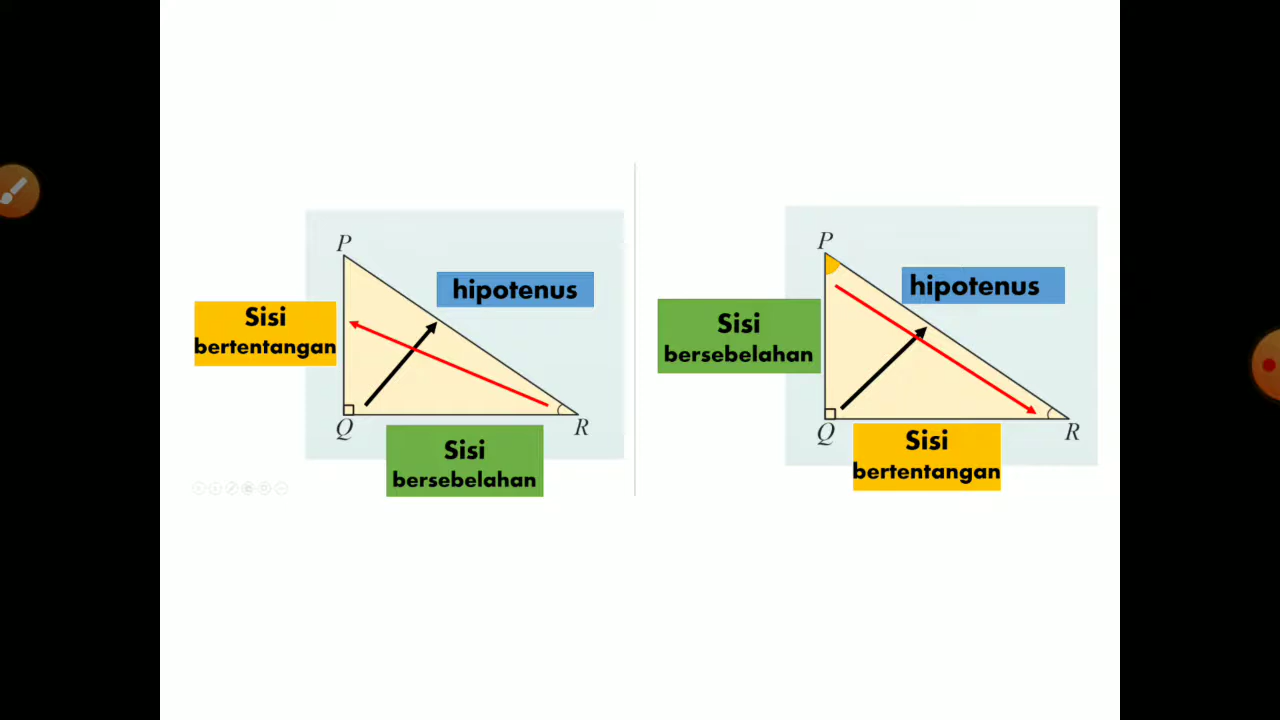 P
hipotenus
Sisi
bertentangan
Q
R
Sisi
bersebelahan
P
hipotenus
Sisi
bersebelahan
Q
R
Sisi
bertentangan